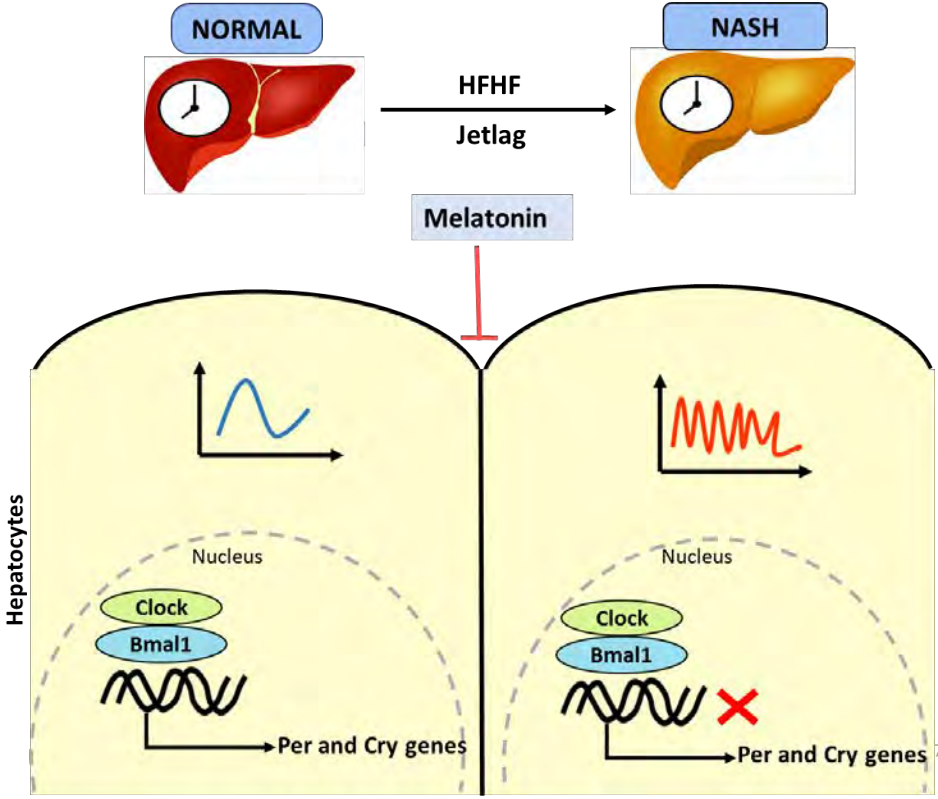 NORMAL
NASH
HFHF
Jetlag
Melatonin
Hepatocytes
Nucleus
Clock
Bmal1
Per and Cry genes
Nucleus
Clock
Bmal1
Per and Cry genes